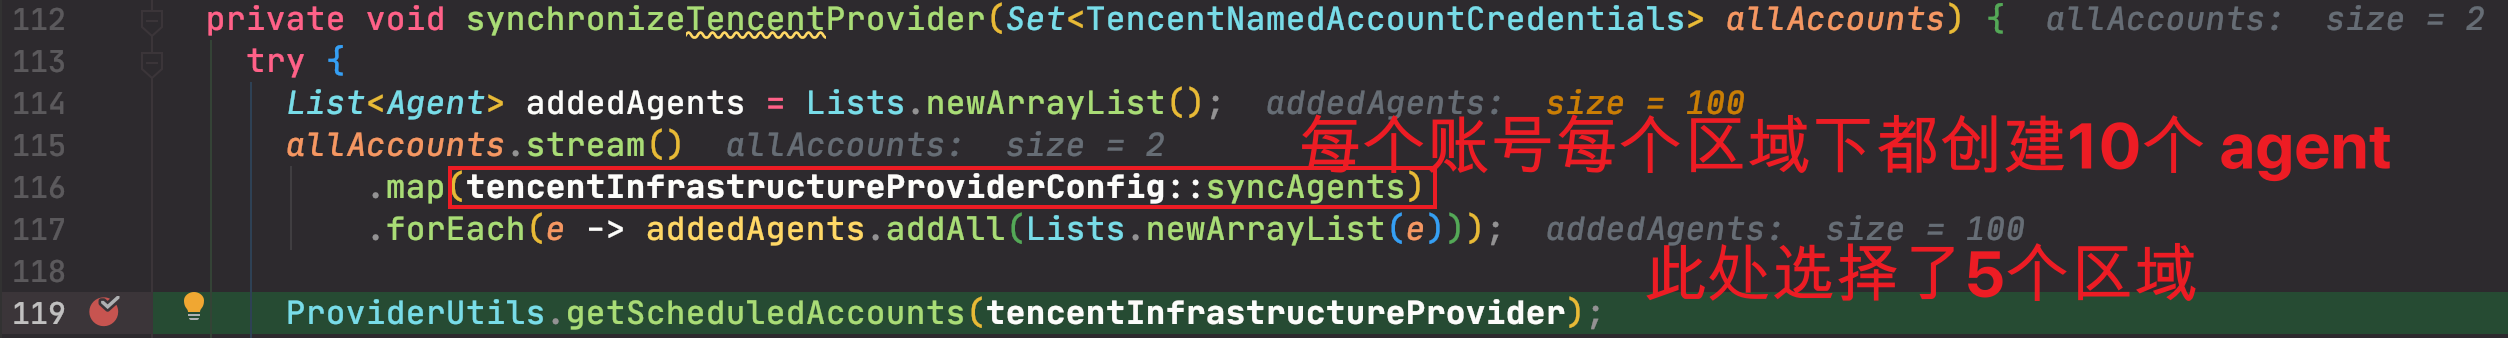 112 private void synchronizeTencentProvider(Set<TencentNamedAccountCredentials> allAccounts) { allAccounts: size = 2
113 try {
114 List<Agent> addedAgents = Lists.newArrayList(); addedAgents: size = 100
115 allAccounts.stream() allAccounts: size = 2
每个账号每个区域下都创建10个 agent
116 .map(tencentInfrastructureProviderConfig::syncAgents)
117 .forEach(e -> addedAgents.addAll(Lists.newArrayList(e))); addedAgents: size = 100
118
此处选择了5个区域
119 ProviderUtils.getScheduledAccounts(tencentInfrastructureProvider);